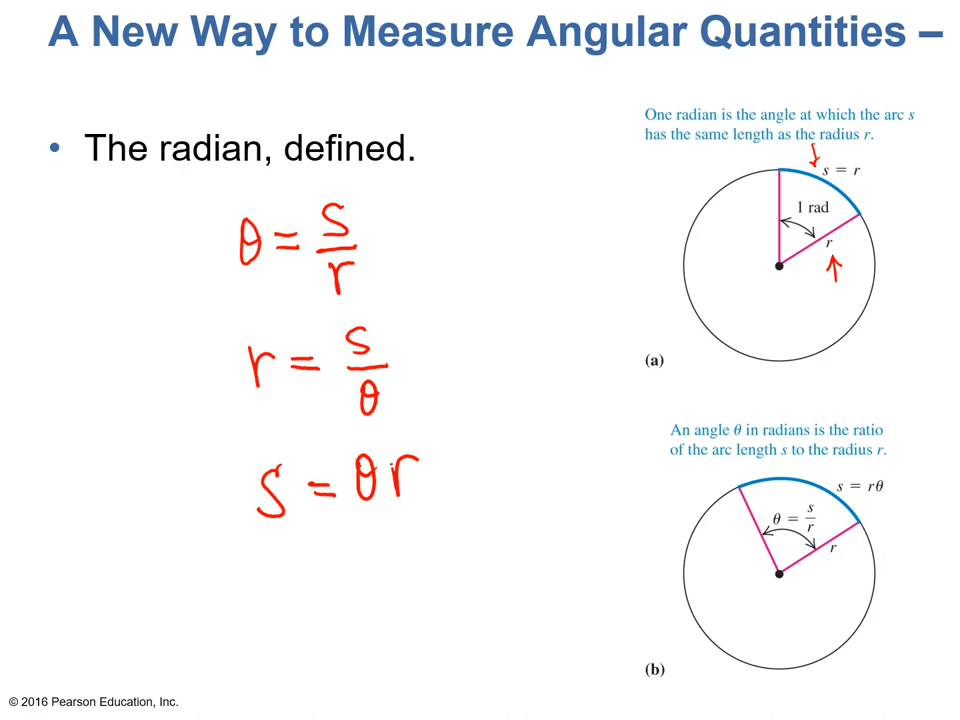 A New Way to Measure Angular Quantities –
• The radian, defined.
θ = s/r
r = s/θ
s = θr
One radian is the angle at which the arc s
has the same length as the radius r.
s = r
1 rad
r
(a)
An angle θ in radians is the ratio
of the arc length s to the radius r.
s = rθ
θ = s/r
r
(b)
© 2016 Pearson Education, Inc.